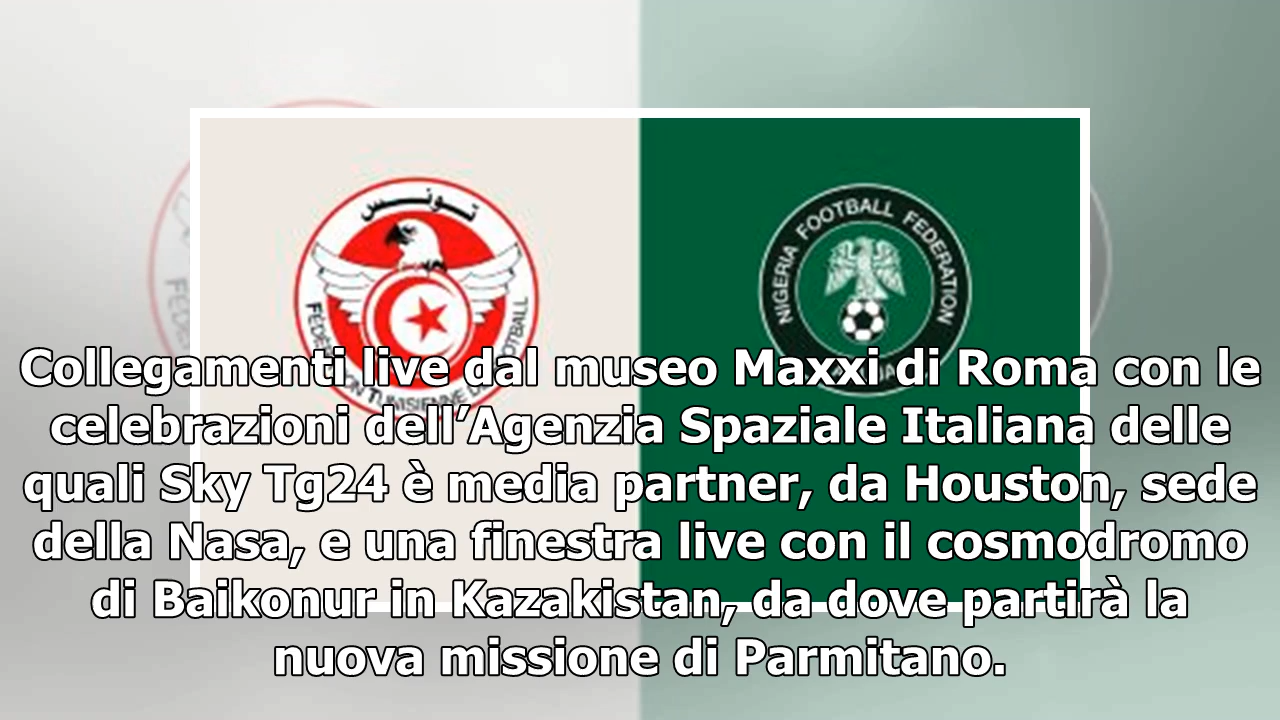 تونس
NIGERIA FOOTBALL FEDERATION
Collegamenti live dal museo Maxxi di Roma con le
celebrazioni dell’Agenzia Spaziale Italiana delle
quali Sky Tg24 è media partner, da Houston, sede
della Nasa, e una finestra live con il cosmodromo
di Baikonur in Kazakistan, da dove partirà la
nuova missione di Parmitano.